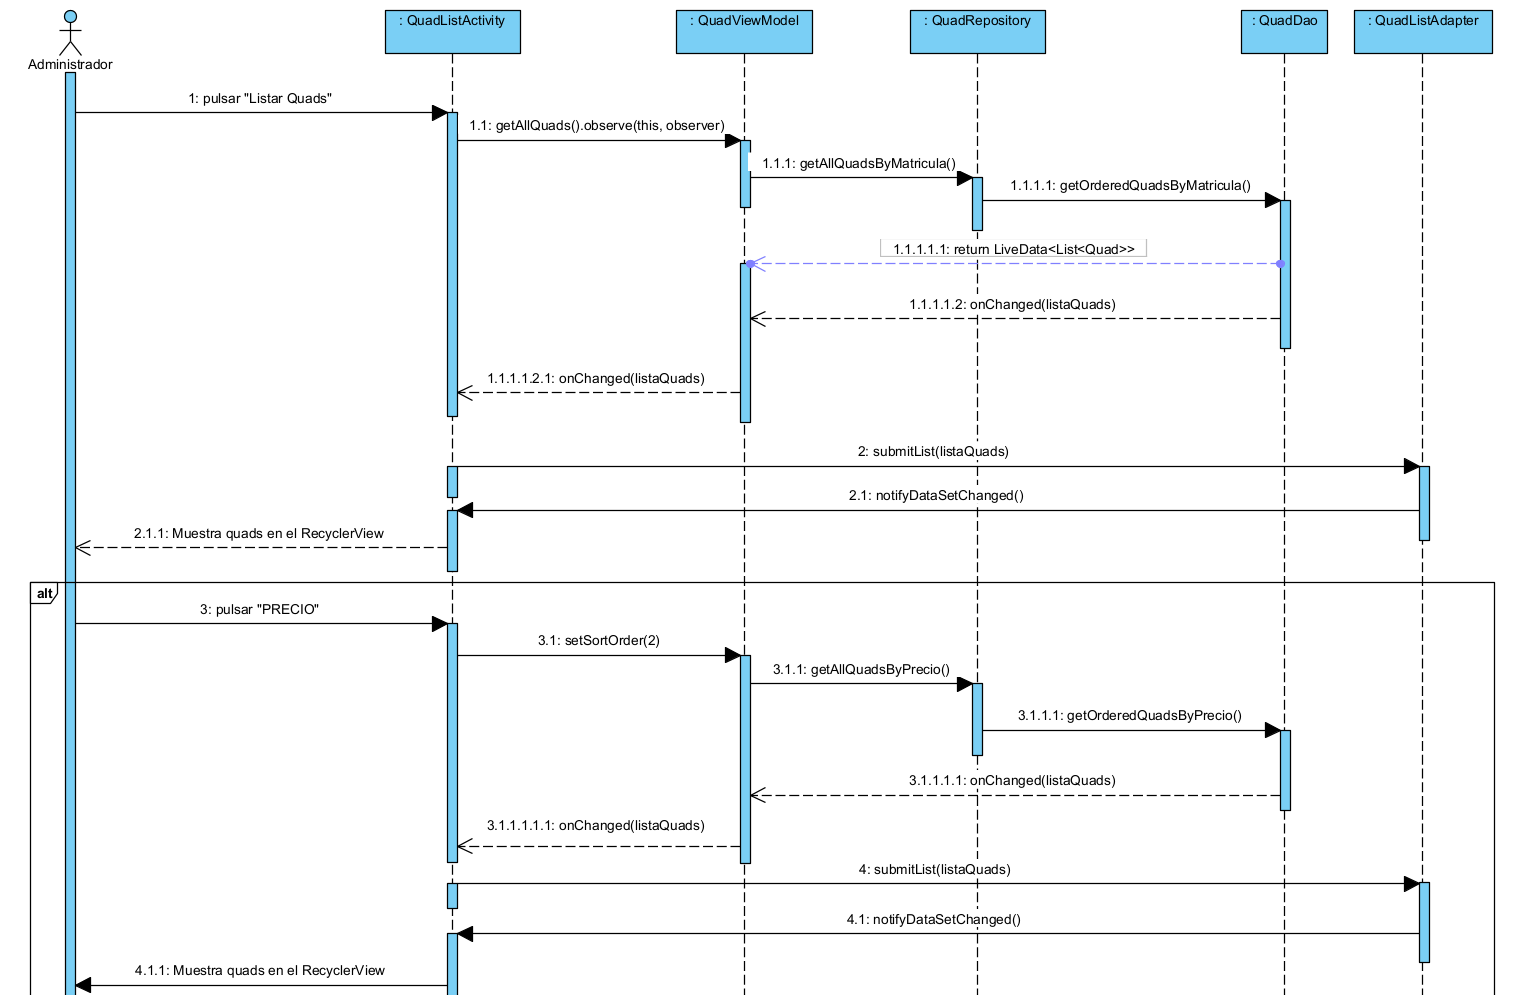 : QuadListActivity
: QuadViewModel
: QuadRepository
: QuadDao
: QuadListAdapter
Administrador
1: pulsar "Listar Quads"
1.1: getAllQuads().observe(this, observer)
1.1.1: getAllQuadsByMatricula()
1.1.1.1: getOrderedQuadsByMatricula()
1.1.1.1.1: return LiveData<List<Quad>>
1.1.1.1.2: onChanged(listaQuads)
1.1.1.1.2.1: onChanged(listaQuads)
2: submitList(listaQuads)
2.1: notifyDataSetChanged()
2.1.1: Muestra quads en el RecyclerView
alt
3: pulsar "PRECIO"
3.1: setSortOrder(2)
3.1.1: getAllQuadsByPrecio()
3.1.1.1: getOrderedQuadsByPrecio()
3.1.1.1.1: onChanged(listaQuads)
3.1.1.1.1.1: onChanged(listaQuads)
4: submitList(listaQuads)
4.1: notifyDataSetChanged()
4.1.1: Muestra quads en el RecyclerView